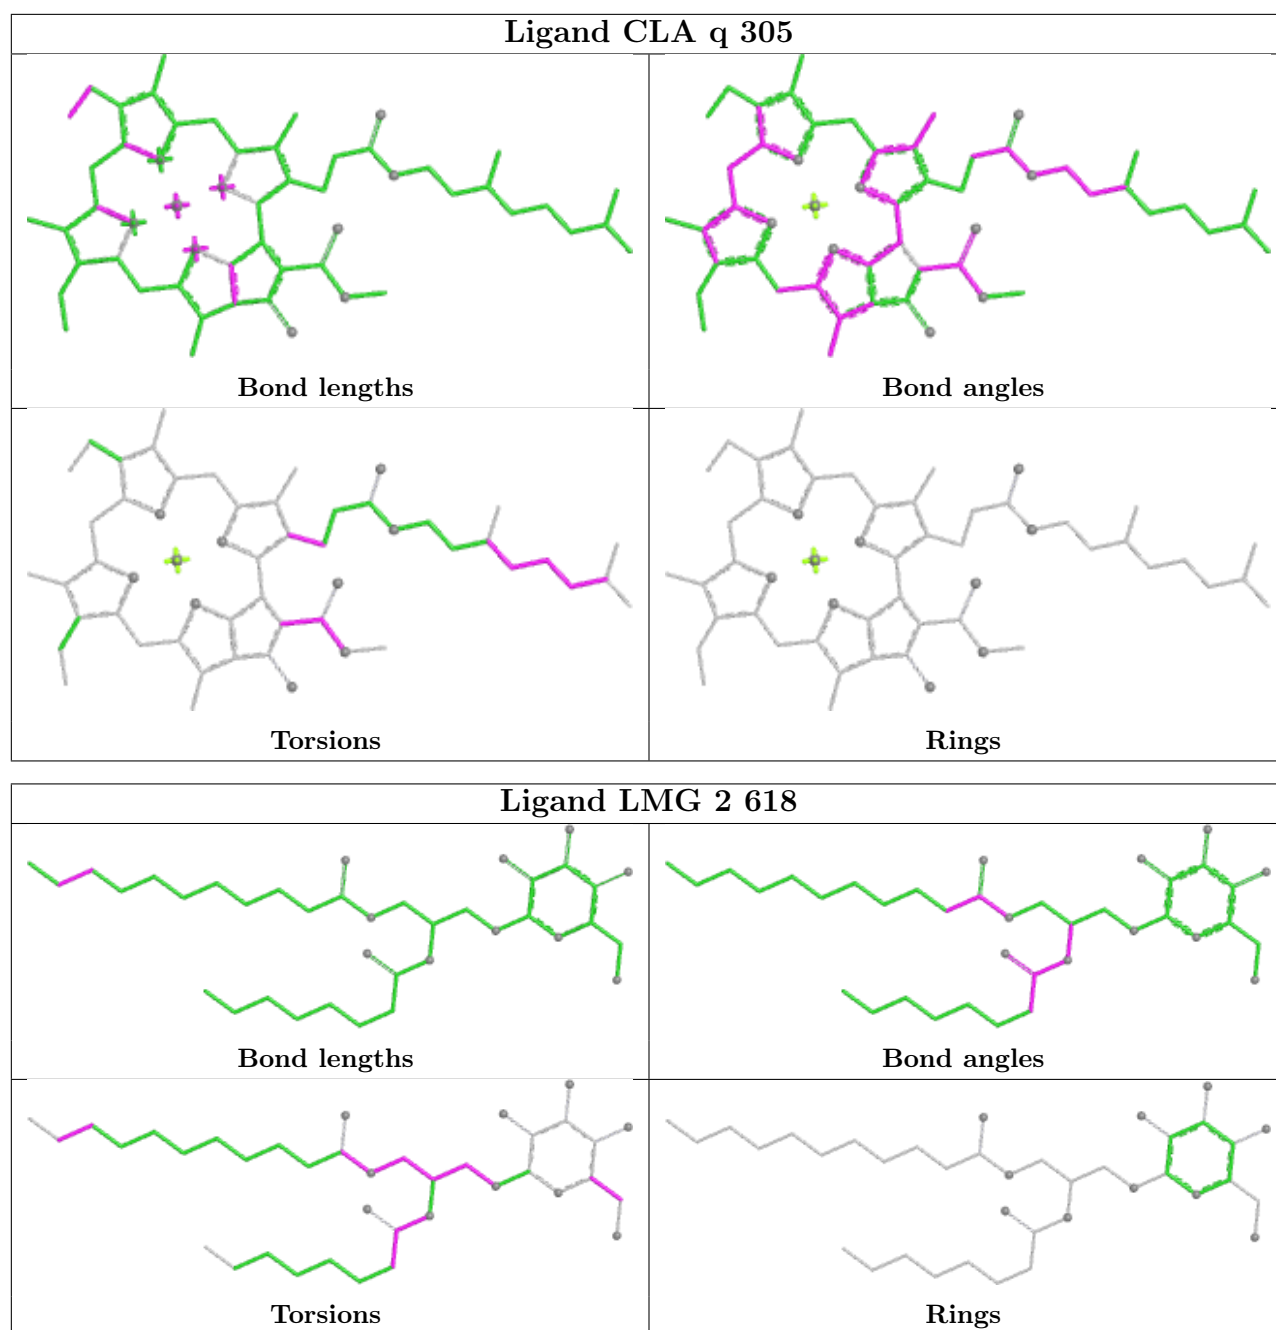 Ligand CLA q 305
Bond lengths
Bond angles
Torsions
Rings
Ligand LMG 2 618
Bond lengths
Bond angles
Torsions
Rings